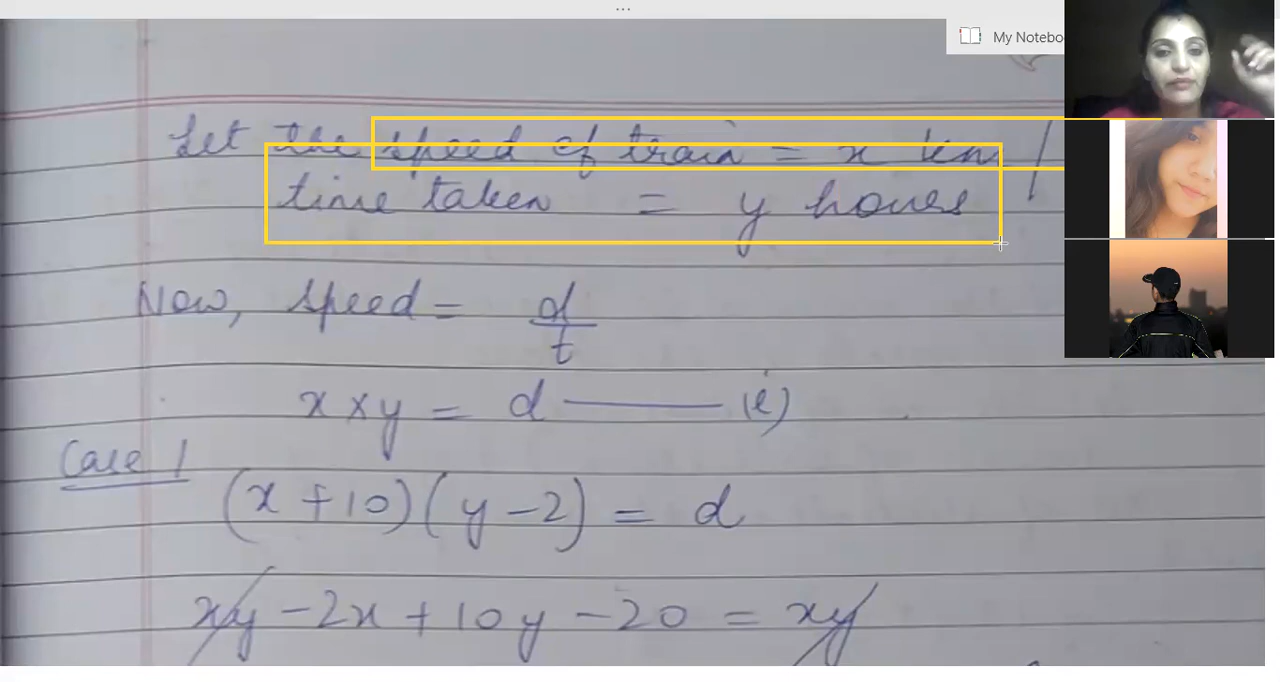 ...
My Notebo
Let the speed of train = x km/
time taken = y hours
Now, speed = d/t
x × y = d —— (i)
Case 1
(x + 10) (y - 2) = d
xy - 2x + 10y - 20 = xy